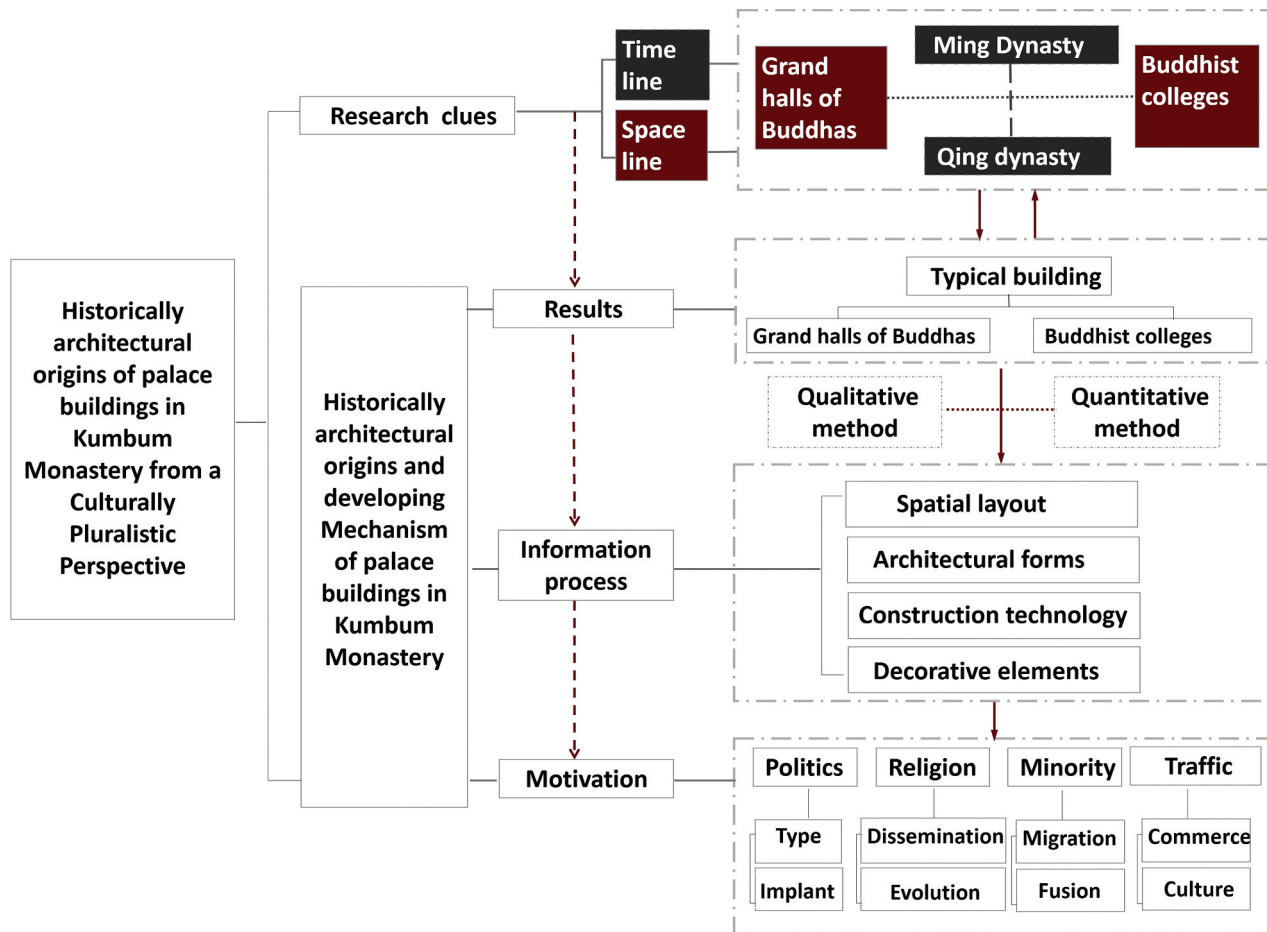 Historically
architectural
origins of palace
buildings in
Kumbum
Monastery from a
Culturally
Pluralistic
Perspective
Research clues
Time
line
Space
line
Grand
halls of
Buddhas
Ming Dynasty
Qing dynasty
Buddhist
colleges
Historically
architectural
origins and
developing
Mechanism
of palace
buildings in
Kumbum
Monastery
Results
Typical building
Grand halls of Buddhas
Buddhist colleges
Qualitative
method
Quantitative
method
Information
process
Spatial layout
Architectural forms
Construction technology
Decorative elements
Motivation
Politics
Religion
Minority
Traffic
Type
Dissemination
Migration
Commerce
Implant
Evolution
Fusion
Culture